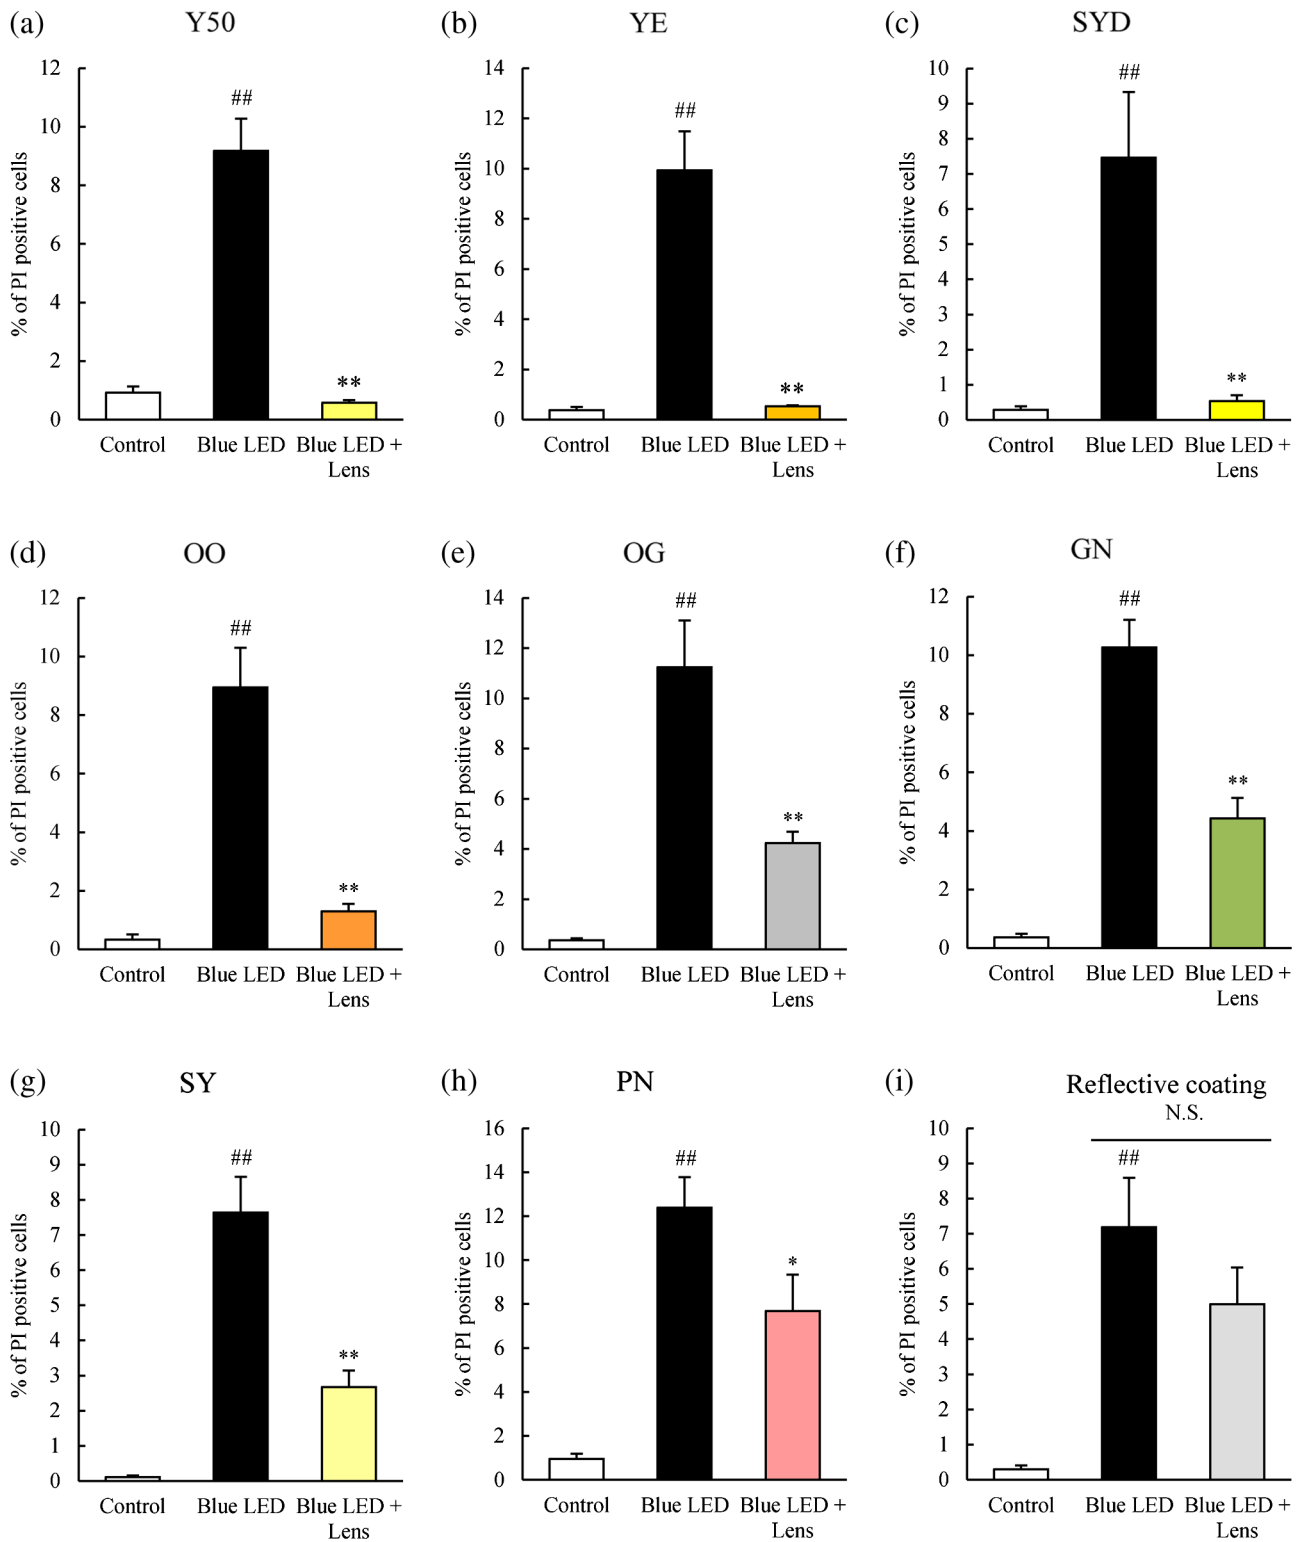 (a) Y50
% of PI positive cells
12
10
8
6
4
2
0
##
**
Control Blue LED Blue LED +
Lens
(b) YE
% of PI positive cells
14
12
10
8
6
4
2
0
##
**
Control Blue LED Blue LED +
Lens
(c) SYD
% of PI positive cells
10
9
8
7
6
5
4
3
2
1
0
##
**
Control Blue LED Blue LED +
Lens
(d) OO
% of PI positive cells
12
10
8
6
4
2
0
##
**
Control Blue LED Blue LED +
Lens
(e) OG
% of PI positive cells
14
12
10
8
6
4
2
0
##
**
Control Blue LED Blue LED +
Lens
(f) GN
% of PI positive cells
12
10
8
6
4
2
0
##
**
Control Blue LED Blue LED +
Lens
(g) SY
% of PI positive cells
10
9
8
7
6
5
4
3
2
1
0
##
**
Control Blue LED Blue LED +
Lens
(h) PN
% of PI positive cells
16
14
12
10
8
6
4
2
0
##
*
Control Blue LED Blue LED +
Lens
(i) Reflective coating
N.S.
% of PI positive cells
10
9
8
7
6
5
4
3
2
1
0
##
Control Blue LED Blue LED +
Lens